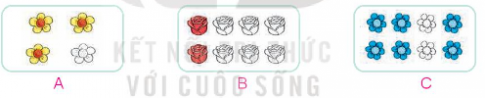 KẾT NỐI TRI THỨC
VỚI CUỘC SỐNG
A B C